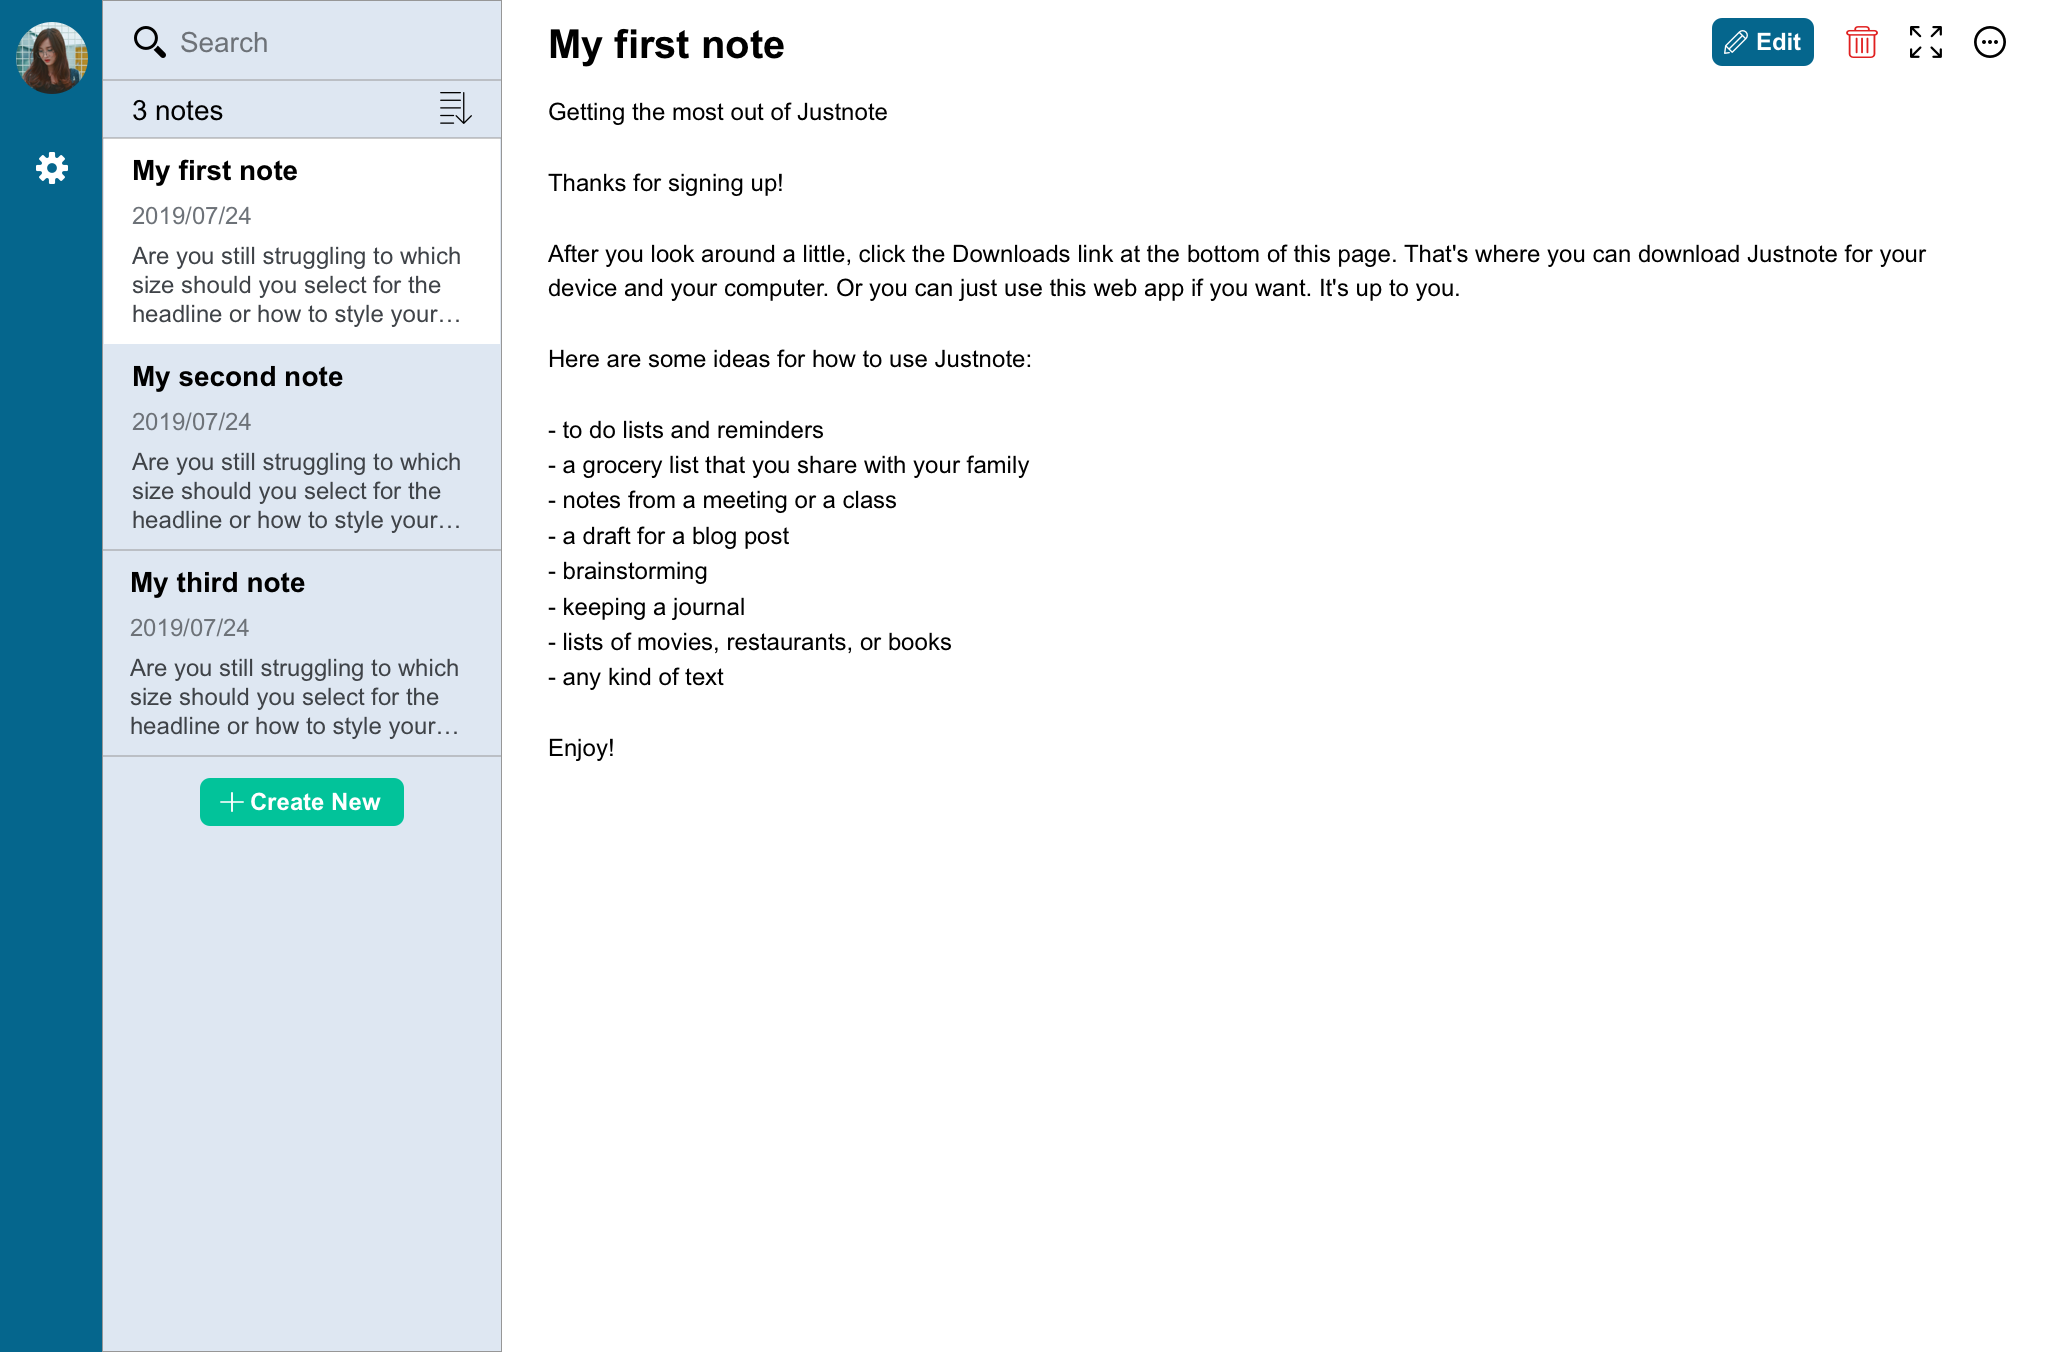 Search
3 notes
My first note
2019/07/24
Are you still struggling to which
size should you select for the
headline or how to style your…
My second note
2019/07/24
Are you still struggling to which
size should you select for the
headline or how to style your…
My third note
2019/07/24
Are you still struggling to which
size should you select for the
headline or how to style your…
Create New
My first note
Edit
Getting the most out of Justnote
Thanks for signing up!
After you look around a little, click the Downloads link at the bottom of this page. That's where you can download Justnote for your
device and your computer. Or you can just use this web app if you want. It's up to you.
Here are some ideas for how to use Justnote:
- to do lists and reminders
- a grocery list that you share with your family
- notes from a meeting or a class
- a draft for a blog post
- brainstorming
- keeping a journal
- lists of movies, restaurants, or books
- any kind of text
Enjoy!